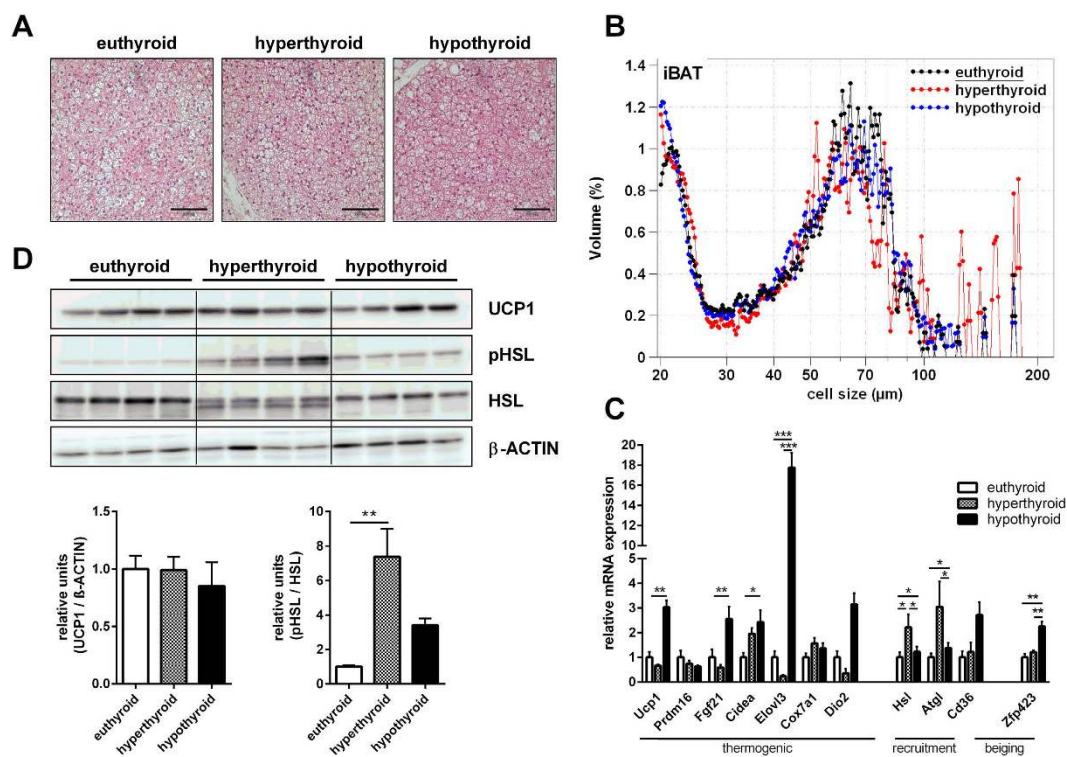 A
euthyroid
hyperthyroid
hypothyroid
B
iBAT
euthyroid
hyperthyroid
hypothyroid
1.4
1.2
1.0
0.8
0.6
0.4
0.2
0
Volume (%)
20
30
40
50
70
100
200
cell size (µm)
D
euthyroid
hyperthyroid
hypothyroid
UCP1
pHSL
HSL
β-ACTIN
relative units
(UCP1 / ß-ACTIN)
1.5
1.0
0.5
0.0
euthyroid
hyperthyroid
hypothyroid
relative units
(pHSL / HSL)
10
8
6
4
2
0
**
euthyroid
hyperthyroid
hypothyroid
C
relative mRNA expression
20
18
16
14
12
10
8
6
4
3
2
1
0
euthyroid
hyperthyroid
hypothyroid
**
**
*
***
***
*
*
*
*
*
**
**
Ucp1
Prdm16
Fgf21
Cidea
Elovl3
Cox7a1
Dio2
Hsl
Atgl
Cd36
Zfp423
thermogenic
recruitment
beiging